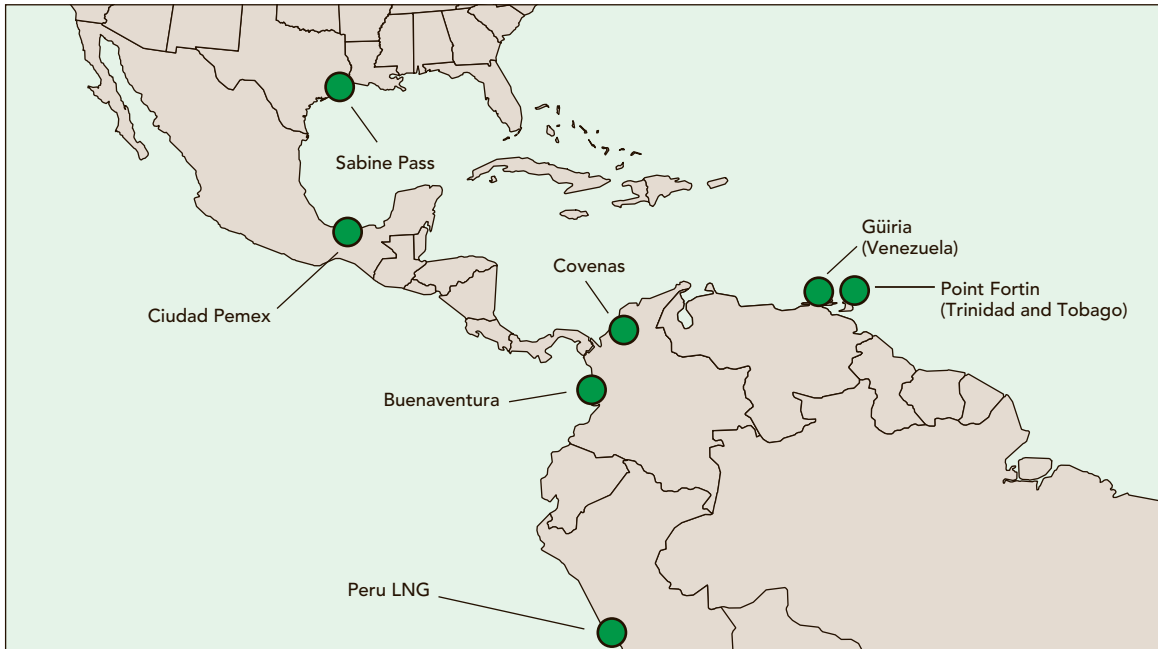 Sabine Pass
Güiria
(Venezuela)
Covenas
Point Fortin
(Trinidad and Tobago)
Ciudad Pemex
Buenaventura
Peru LNG